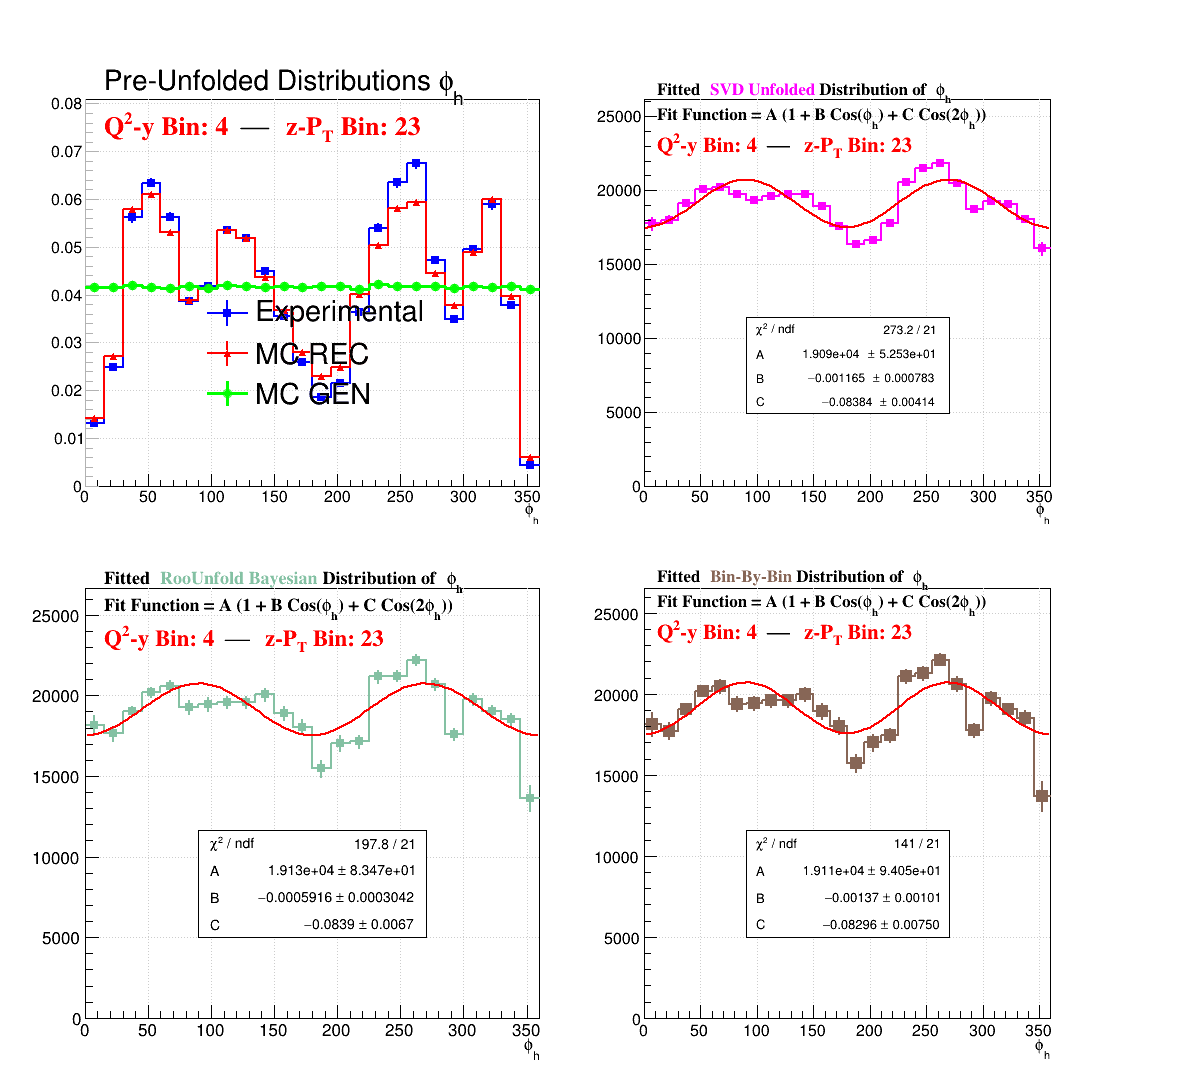 Pre-Unfolded Distributions ϕh
Q²-y Bin: 4 — z-PT Bin: 23
0.08
0.07
0.06
0.05
0.04
0.03
0.02
0.01
0
Experimental
MC REC
MC GEN
0 50 100 150 200 250 300 350
ϕh
Fitted SVD Unfolded Distribution of ϕh
Fit Function = A (1 + B Cos(ϕh) + C Cos(2ϕh))
Q²-y Bin: 4 — z-PT Bin: 23
25000
20000
15000
10000
5000
0
χ² / ndf 273.2 / 21
A 1.909e+04 ± 5.253e+01
B −0.001165 ± 0.000783
C −0.08384 ± 0.00414
0 50 100 150 200 250 300 350
ϕh
Fitted RooUnfold Bayesian Distribution of ϕh
Fit Function = A (1 + B Cos(ϕh) + C Cos(2ϕh))
Q²-y Bin: 4 — z-PT Bin: 23
25000
20000
15000
10000
5000
0
χ² / ndf 197.8 / 21
A 1.913e+04 ± 8.347e+01
B −0.0005916 ± 0.0003042
C −0.0839 ± 0.0067
0 50 100 150 200 250 300 350
ϕh
Fitted Bin-By-Bin Distribution of ϕh
Fit Function = A (1 + B Cos(ϕh) + C Cos(2ϕh))
Q²-y Bin: 4 — z-PT Bin: 23
25000
20000
15000
10000
5000
0
χ² / ndf 141 / 21
A 1.911e+04 ± 9.405e+01
B −0.00137 ± 0.00101
C −0.08296 ± 0.00750
0 50 100 150 200 250 300 350
ϕh